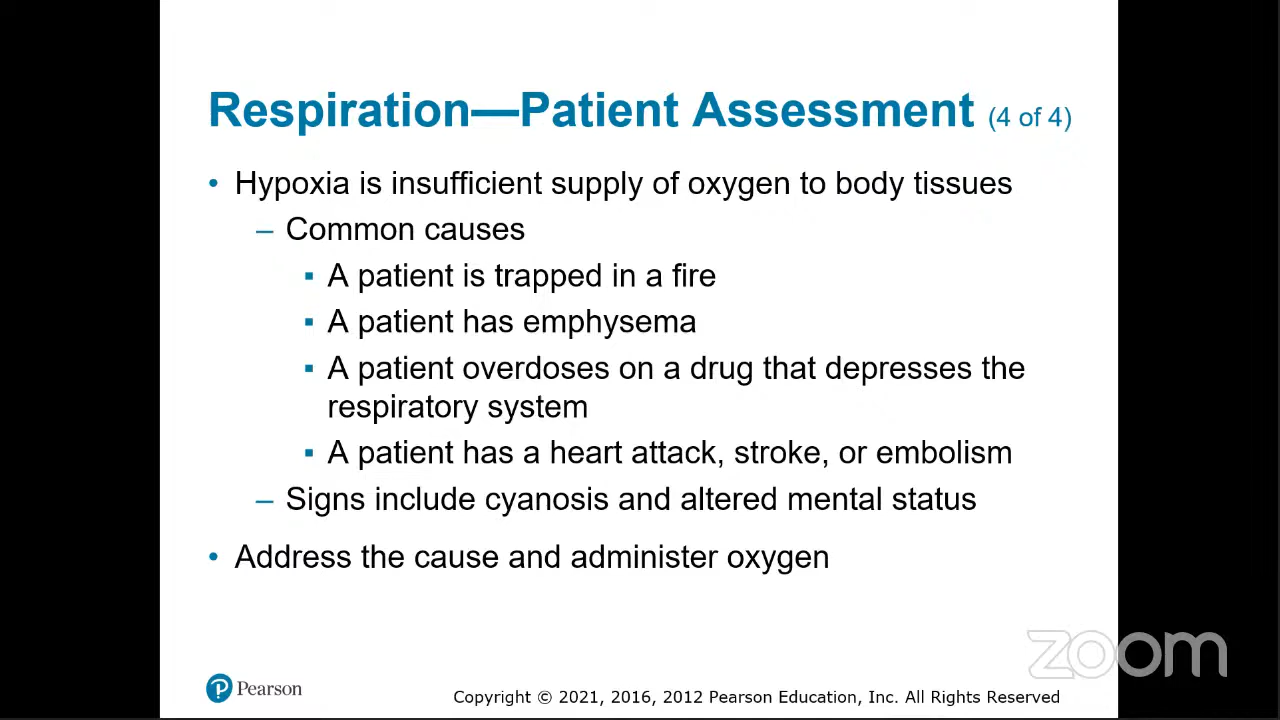 Respiration—Patient Assessment (4 of 4)
• Hypoxia is insufficient supply of oxygen to body tissues
– Common causes
▪ A patient is trapped in a fire
▪ A patient has emphysema
▪ A patient overdoses on a drug that depresses the
respiratory system
▪ A patient has a heart attack, stroke, or embolism
– Signs include cyanosis and altered mental status
• Address the cause and administer oxygen
zoom
Pearson
Copyright © 2021, 2016, 2012 Pearson Education, Inc. All Rights Reserved